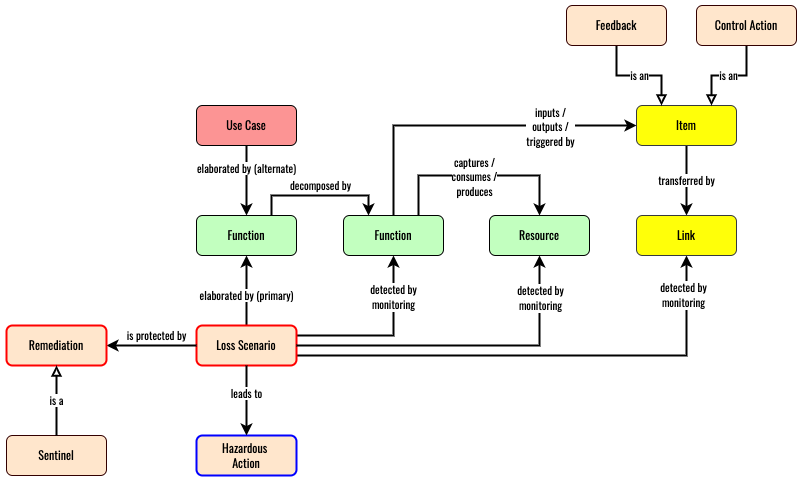 Feedback
Control Action
is an
is an
inputs /
outputs /
triggered by
Use Case
Item
elaborated by (alternate)
captures /
consumes /
produces
decomposed by
transferred by
Function
Function
Resource
Link
elaborated by (primary)
detected by
monitoring
detected by
monitoring
detected by
monitoring
is protected by
Remediation
Loss Scenario
leads to
is a
Sentinel
Hazardous
Action